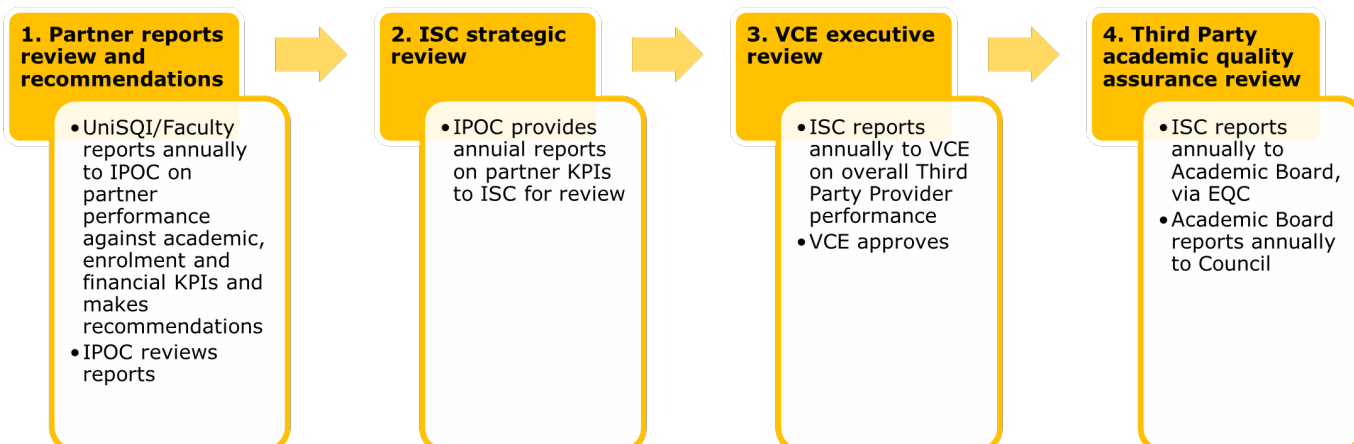 1. Partner reports
review and
recommendations
• UniSQI/Faculty
reports annually
to IPOC on
partner
performance
against academic,
enrolment and
financial KPIs and
makes
recommendations
• IPOC reviews
reports
2. ISC strategic
review
• IPOC provides
annuial reports
on partner KPIs
to ISC for review
3. VCE executive
review
• ISC reports
annually to VCE
on overall Third
Party Provider
performance
• VCE approves
4. Third Party
academic quality
assurance review
• ISC reports
annually to
Academic Board,
via EQC
• Academic Board
reports annually
to Council